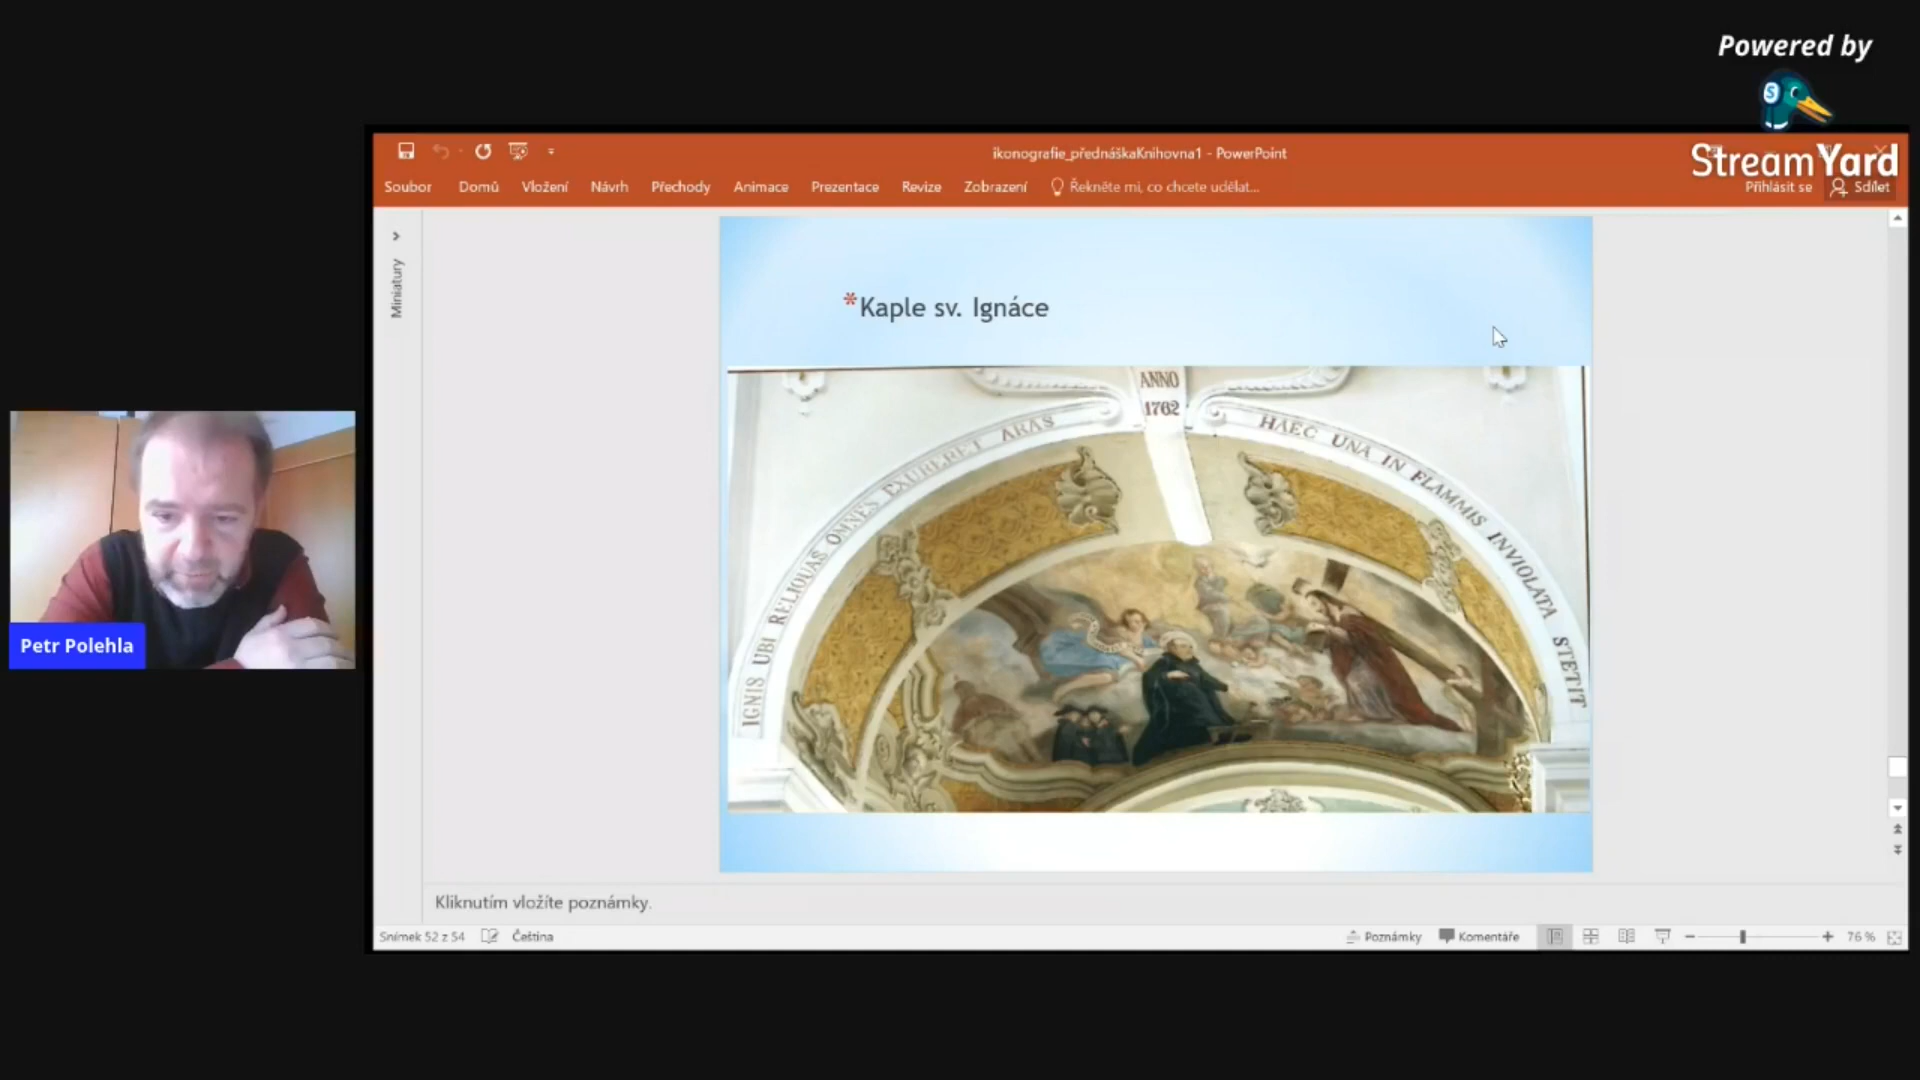 Powered by
StreamYard
ikonografie_přednáškaKnihovna1 - PowerPoint
Soubor Domů Vložení Návrh Přechody Animace Prezentace Revize Zobrazení Řekněte mi, co chcete udělat... Přihlásit se Sdílet
Miniatury
*Kaple sv. Ignáce
ANNO
1762
IGNIS UBI RELIQUAS OMNES EXURERET ARAS
HAEC UNA IN FLAMMIS INVIOLATA STETIT
Petr Polehla
Kliknutím vložíte poznámky.
Snímek 52 z 54 Čeština Poznámky Komentáře 76 %